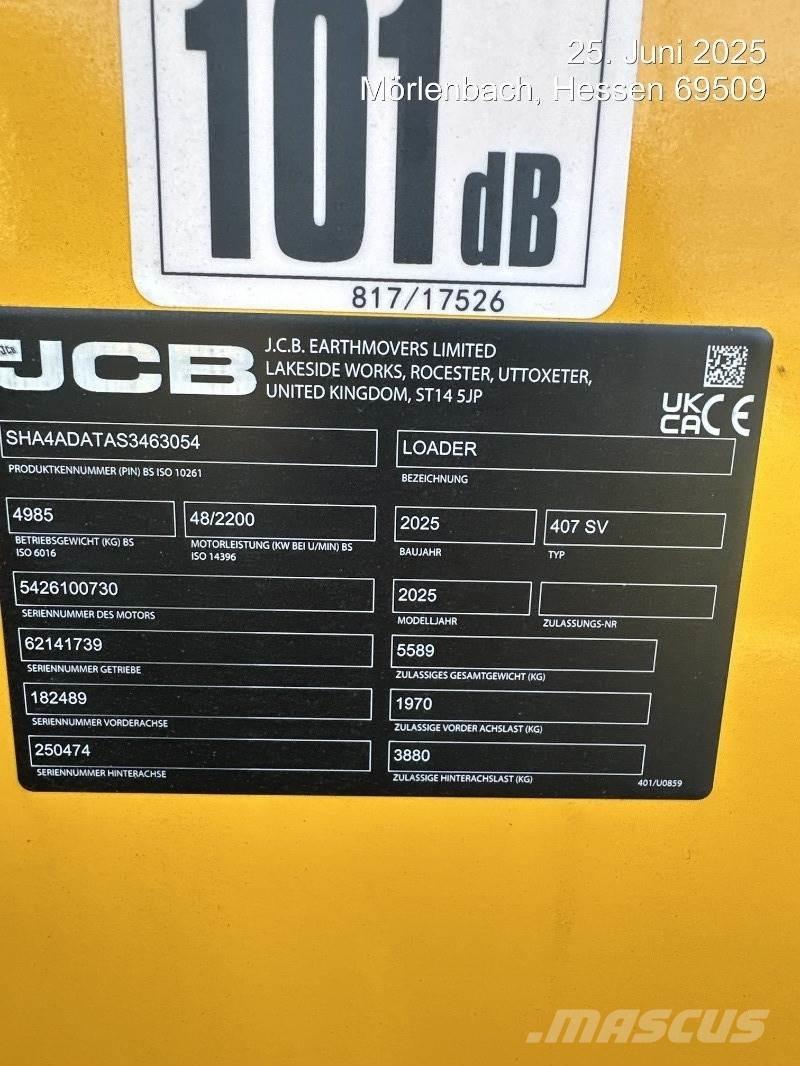 25. Juni 2025
Mörlenbach, Hessen 69509
101 dB
817/17526
JCB
J.C.B. EARTHMOVERS LIMITED
LAKESIDE WORKS, ROCESTER, UTTOXETER,
UNITED KINGDOM, ST14 5JP
UK
CA CE
SHA4ADATAS3463054
PRODUKTKENNUMMER (PIN) BS ISO 10261
LOADER
BEZEICHNUNG
4985
BETRIEBSGEWICHT (KG) BS
ISO 6016
48/2200
MOTORLEISTUNG (KW BEI U/MIN) BS
ISO 14396
2025
BAUJAHR
407 SV
TYP
5426100730
SERIENNUMMER DES MOTORS
2025
MODELLJAHR
ZULASSUNGS-NR
62141739
SERIENNUMMER GETRIEBE
5589
ZULASSIGES GESAMTGEWICHT (KG)
182489
SERIENNUMMER VORDERACHSE
1970
ZULASSIGE VORDER ACHSLAST (KG)
250474
SERIENNUMMER HINTERACHSE
3880
ZULASSIGE HINTERACHSLAST (KG)
401/U0859
MASCUS